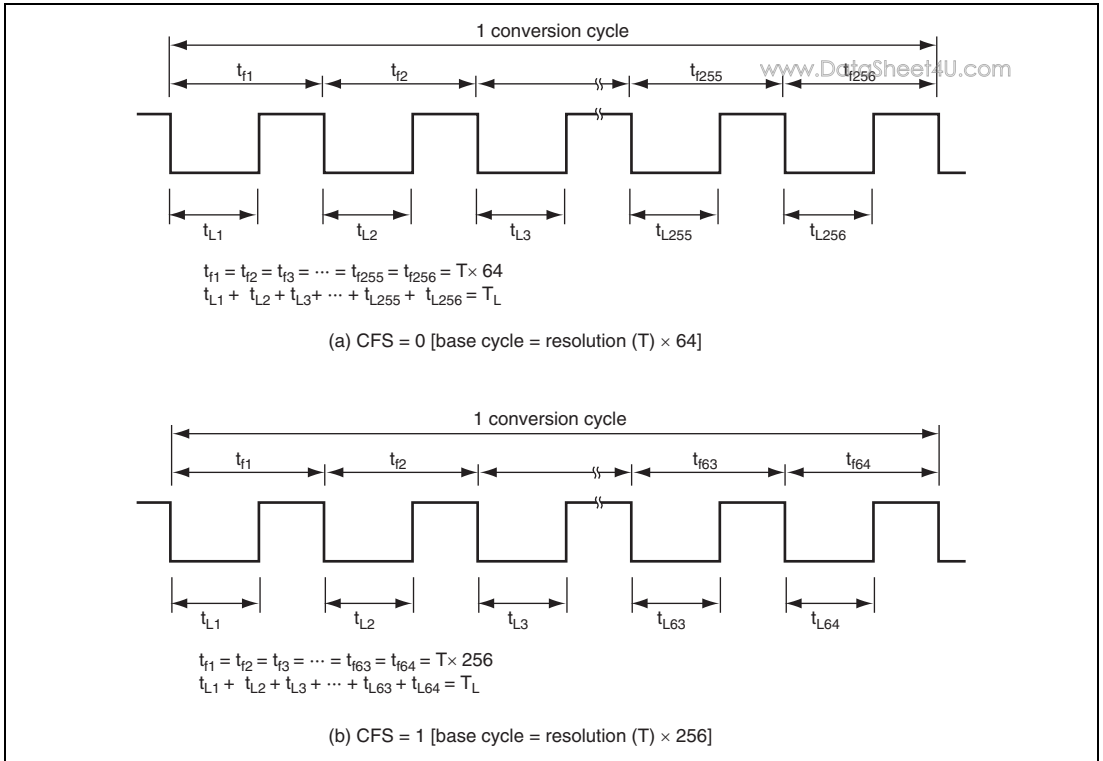 1 conversion cycle
www.DataSheet4U.com
tf1 tf2 tf255 tf256
tL1 tL2 tL3 tL255 tL256
tf1 = tf2 = tf3 = ··· = tf255 = tf256 = T× 64
tL1 + tL2 + tL3+ ··· + tL255 + tL256 = TL
(a) CFS = 0 [base cycle = resolution (T) × 64]
1 conversion cycle
tf1 tf2 tf63 tf64
tL1 tL2 tL3 tL63 tL64
tf1 = tf2 = tf3 = ··· = tf63 = tf64 = T× 256
tL1 + tL2 + tL3 + ··· + tL63 + tL64 = TL
(b) CFS = 1 [base cycle = resolution (T) × 256]